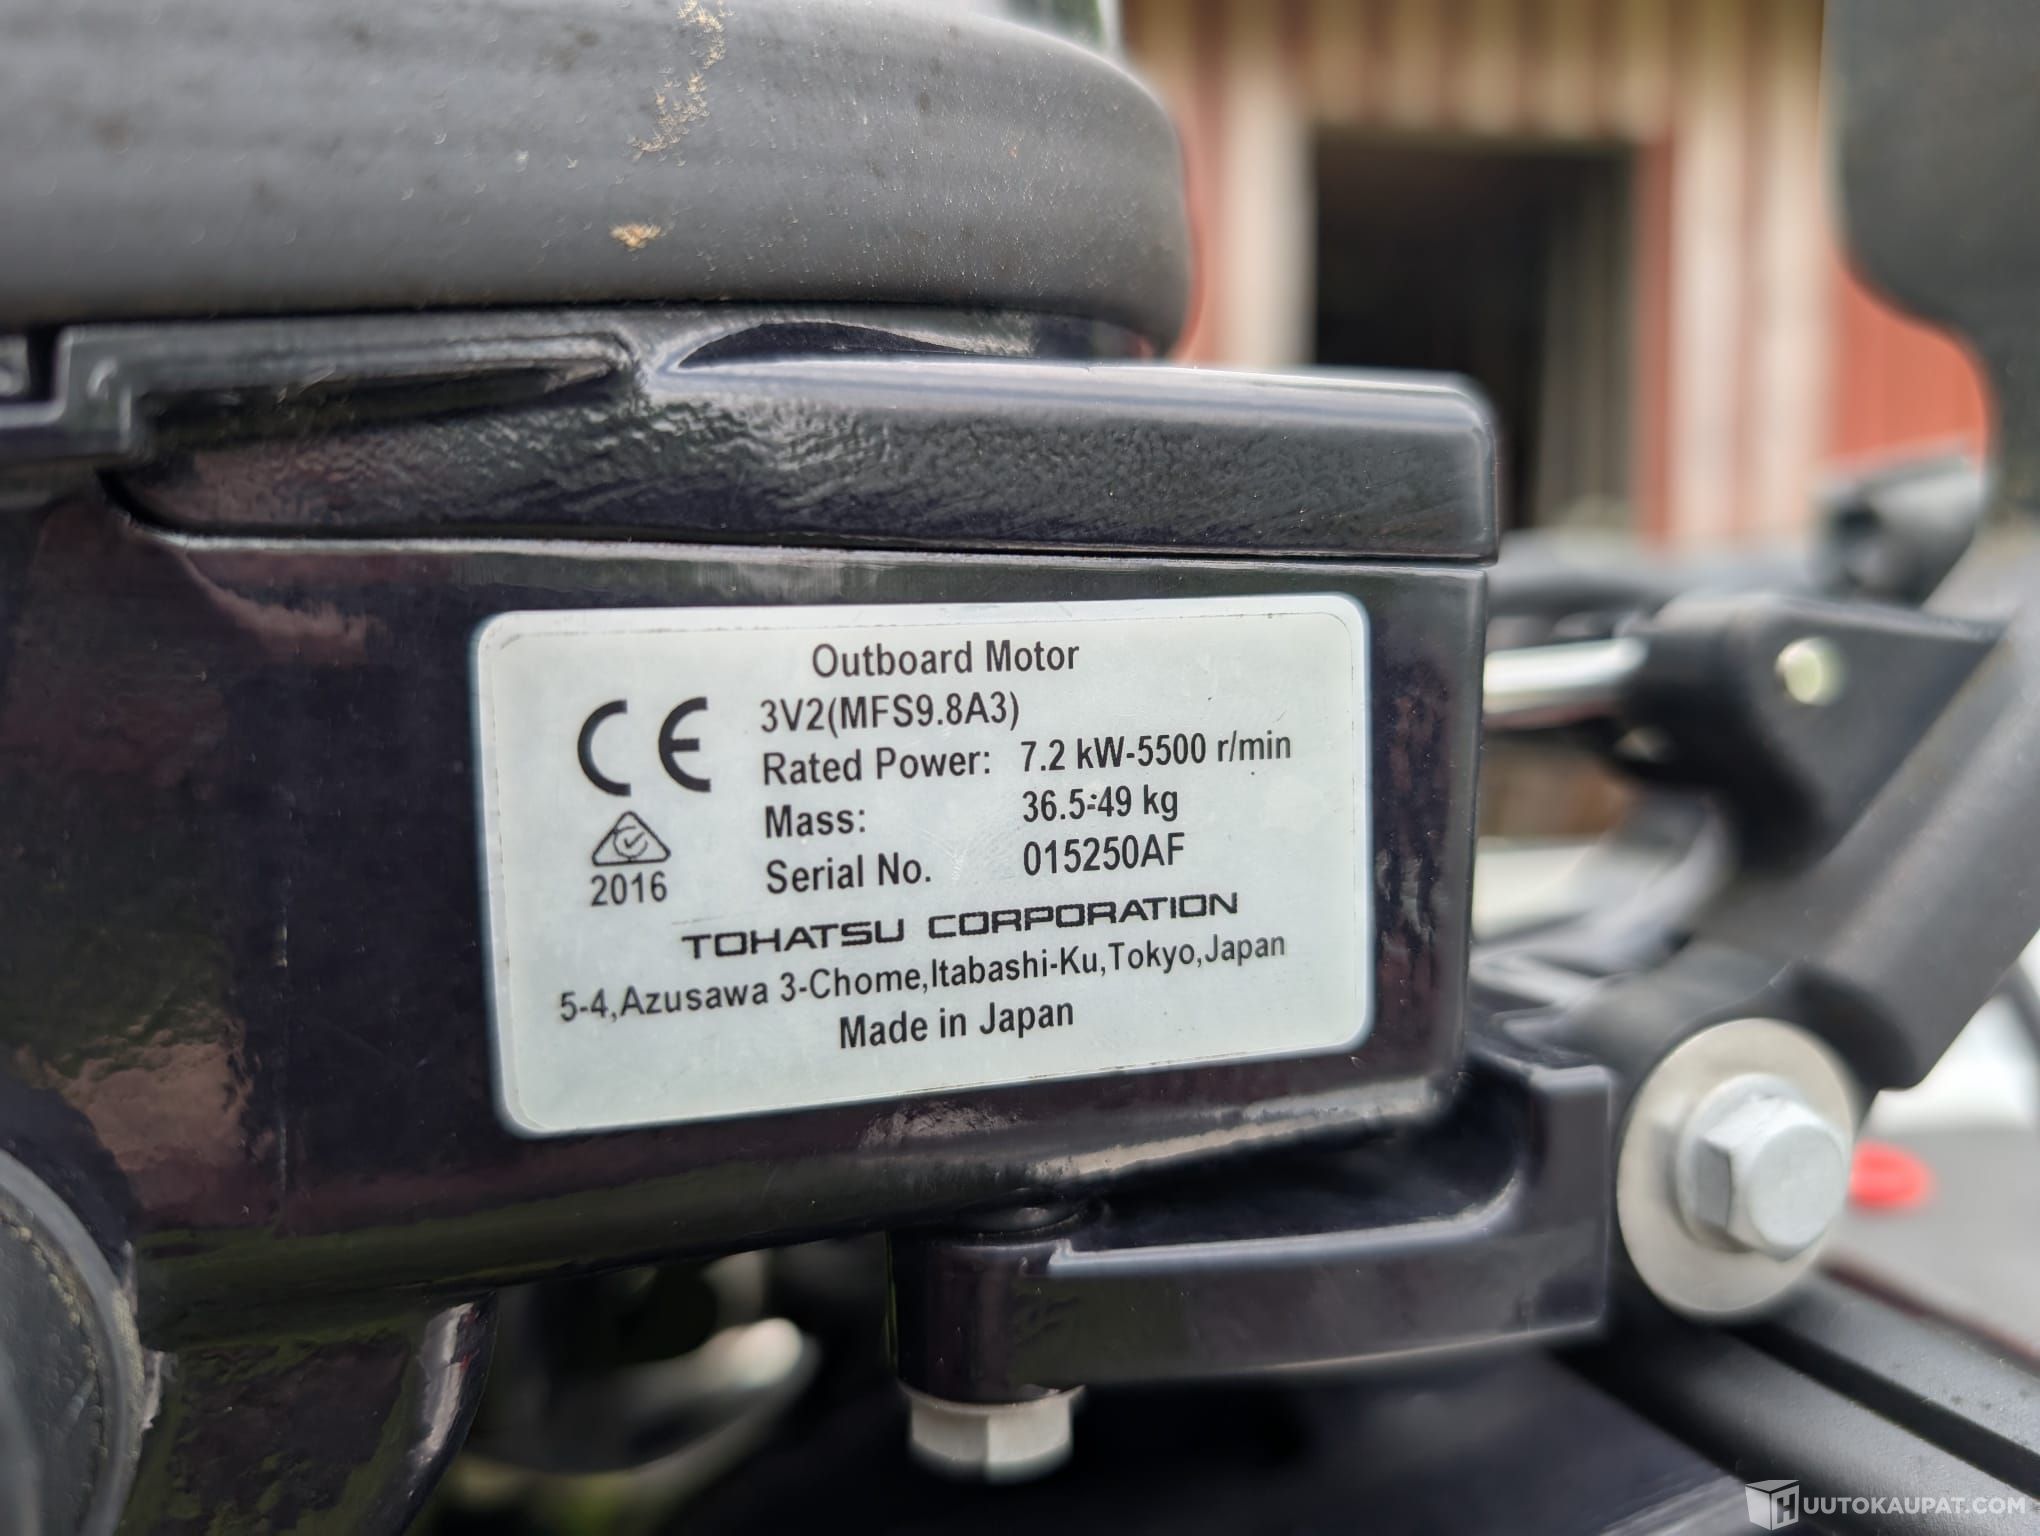 Outboard Motor
CE
3V2(MFS9.8A3)
Rated Power: 7.2 kW-5500 r/min
Mass: 36.5-49 kg
2016
Serial No. 015250AF
TOHATSU CORPORATION
5-4,Azusawa 3-Chome,Itabashi-Ku,Tokyo,Japan
Made in Japan
HUUTOKAUPAT.COM